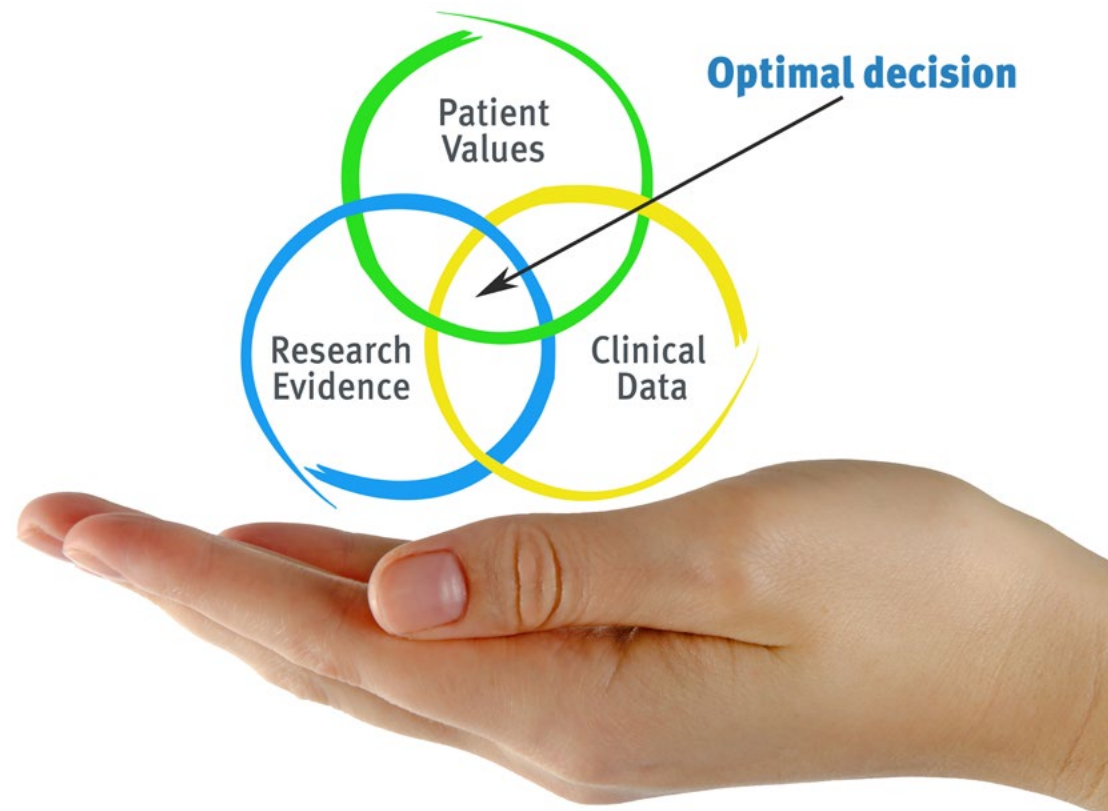 Optimal decision
Patient
Values
Research
Evidence
Clinical
Data